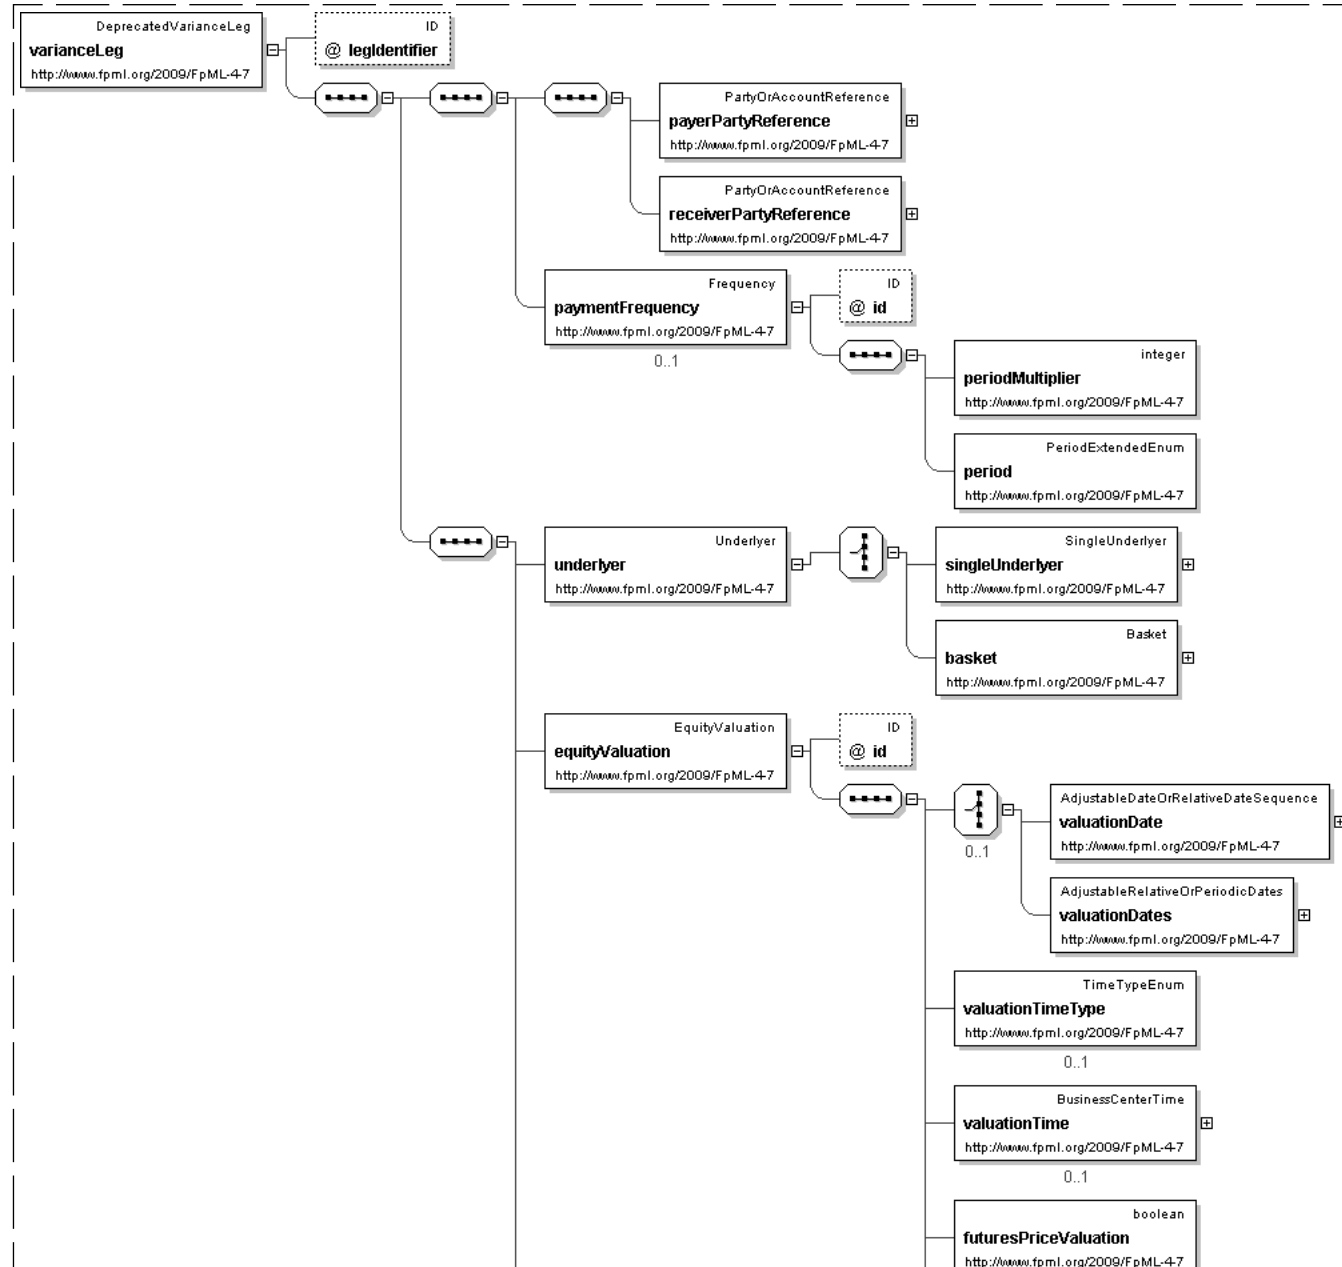 DeprecatedVarianceLeg
varianceLeg
http://www.fpml.org/2009/FpML-4-7
ID
@ legIdentifier
PartyOrAccountReference
payerPartyReference
http://www.fpml.org/2009/FpML-4-7
PartyOrAccountReference
receiverPartyReference
http://www.fpml.org/2009/FpML-4-7
Frequency
paymentFrequency
http://www.fpml.org/2009/FpML-4-7
0..1
ID
@ id
integer
periodMultiplier
http://www.fpml.org/2009/FpML-4-7
PeriodExtendedEnum
period
http://www.fpml.org/2009/FpML-4-7
Underlyer
underlyer
http://www.fpml.org/2009/FpML-4-7
SingleUnderlyer
singleUnderlyer
http://www.fpml.org/2009/FpML-4-7
Basket
basket
http://www.fpml.org/2009/FpML-4-7
EquityValuation
equityValuation
http://www.fpml.org/2009/FpML-4-7
ID
@ id
0..1
AdjustableDateOrRelativeDateSequence
valuationDate
http://www.fpml.org/2009/FpML-4-7
AdjustableRelativeOrPeriodicDates
valuationDates
http://www.fpml.org/2009/FpML-4-7
TimeTypeEnum
valuationTimeType
http://www.fpml.org/2009/FpML-4-7
0..1
BusinessCenterTime
valuationTime
http://www.fpml.org/2009/FpML-4-7
0..1
boolean
futuresPriceValuation
http://www.fpml.org/2009/FpML-4-7